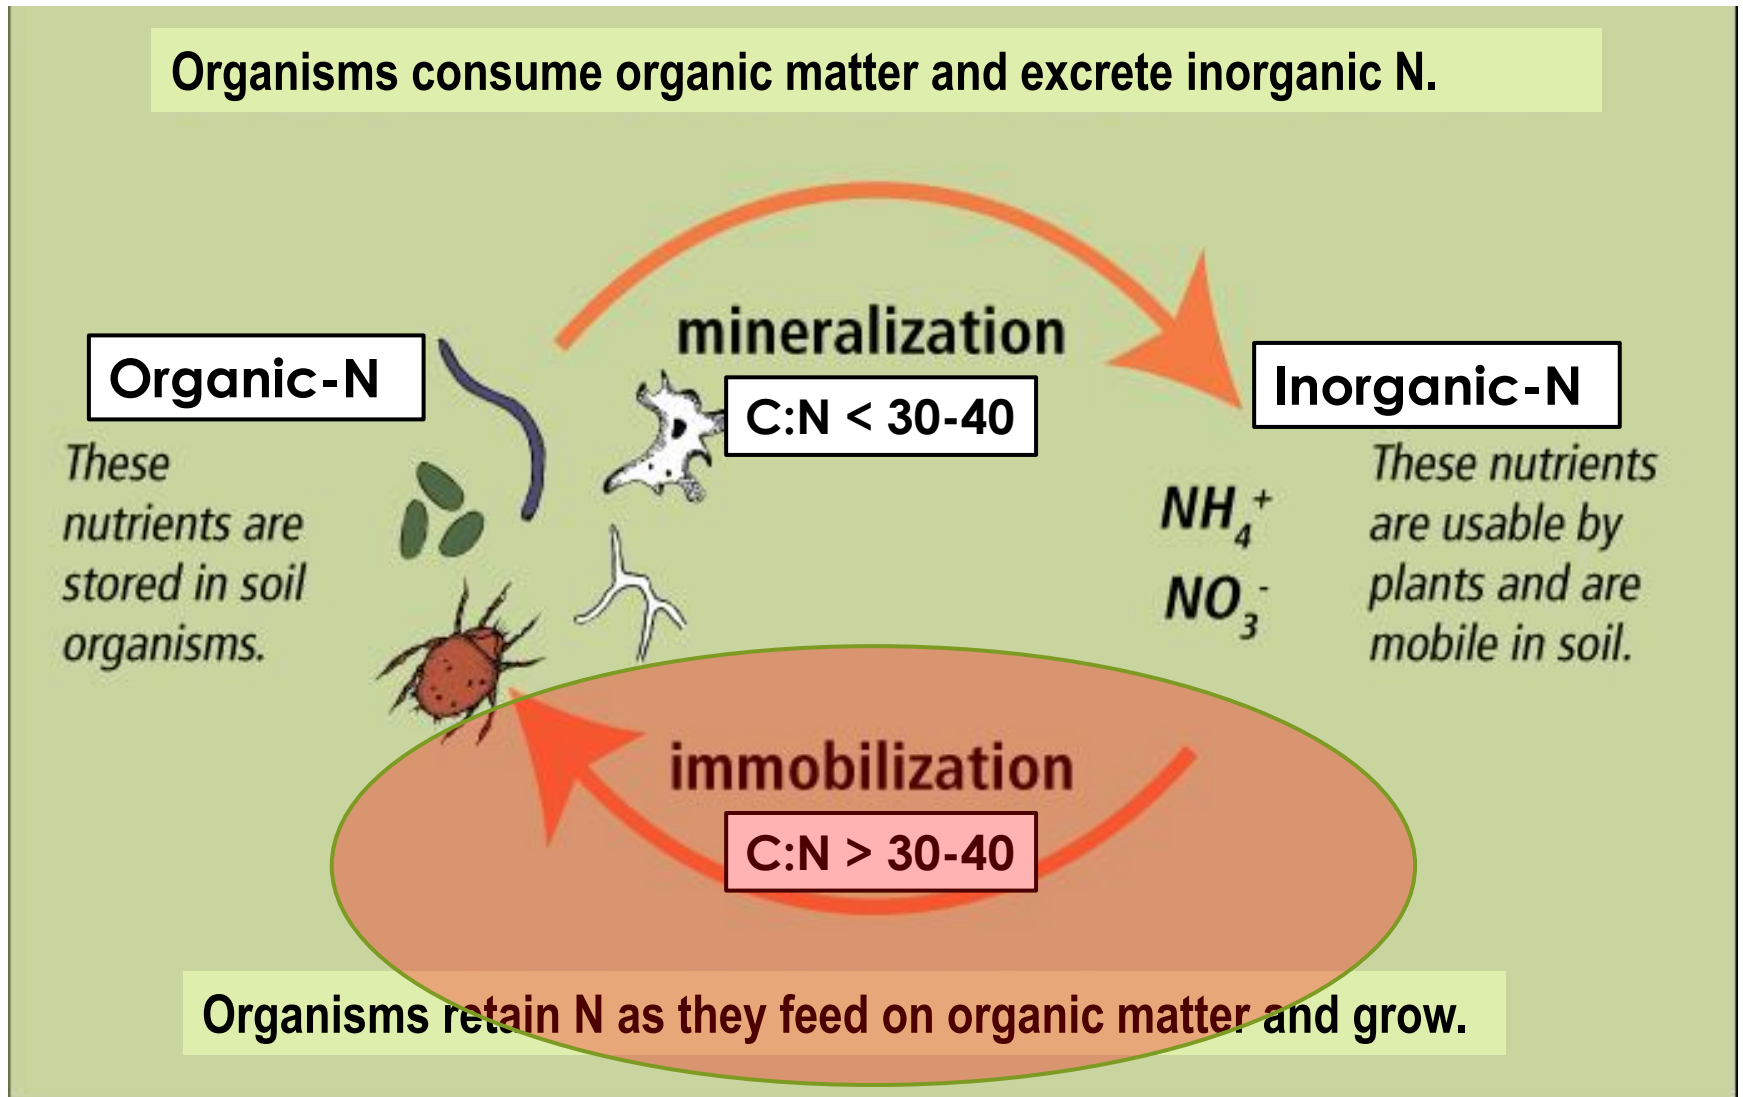 Organisms consume organic matter and excrete inorganic N.
mineralization
C:N < 30-40
Organic-N
These
nutrients are
stored in soil
organisms.
Inorganic-N
NH₄⁺
NO₃⁻
These nutrients
are usable by
plants and are
mobile in soil.
immobilization
C:N > 30-40
Organisms retain N as they feed on organic matter and grow.